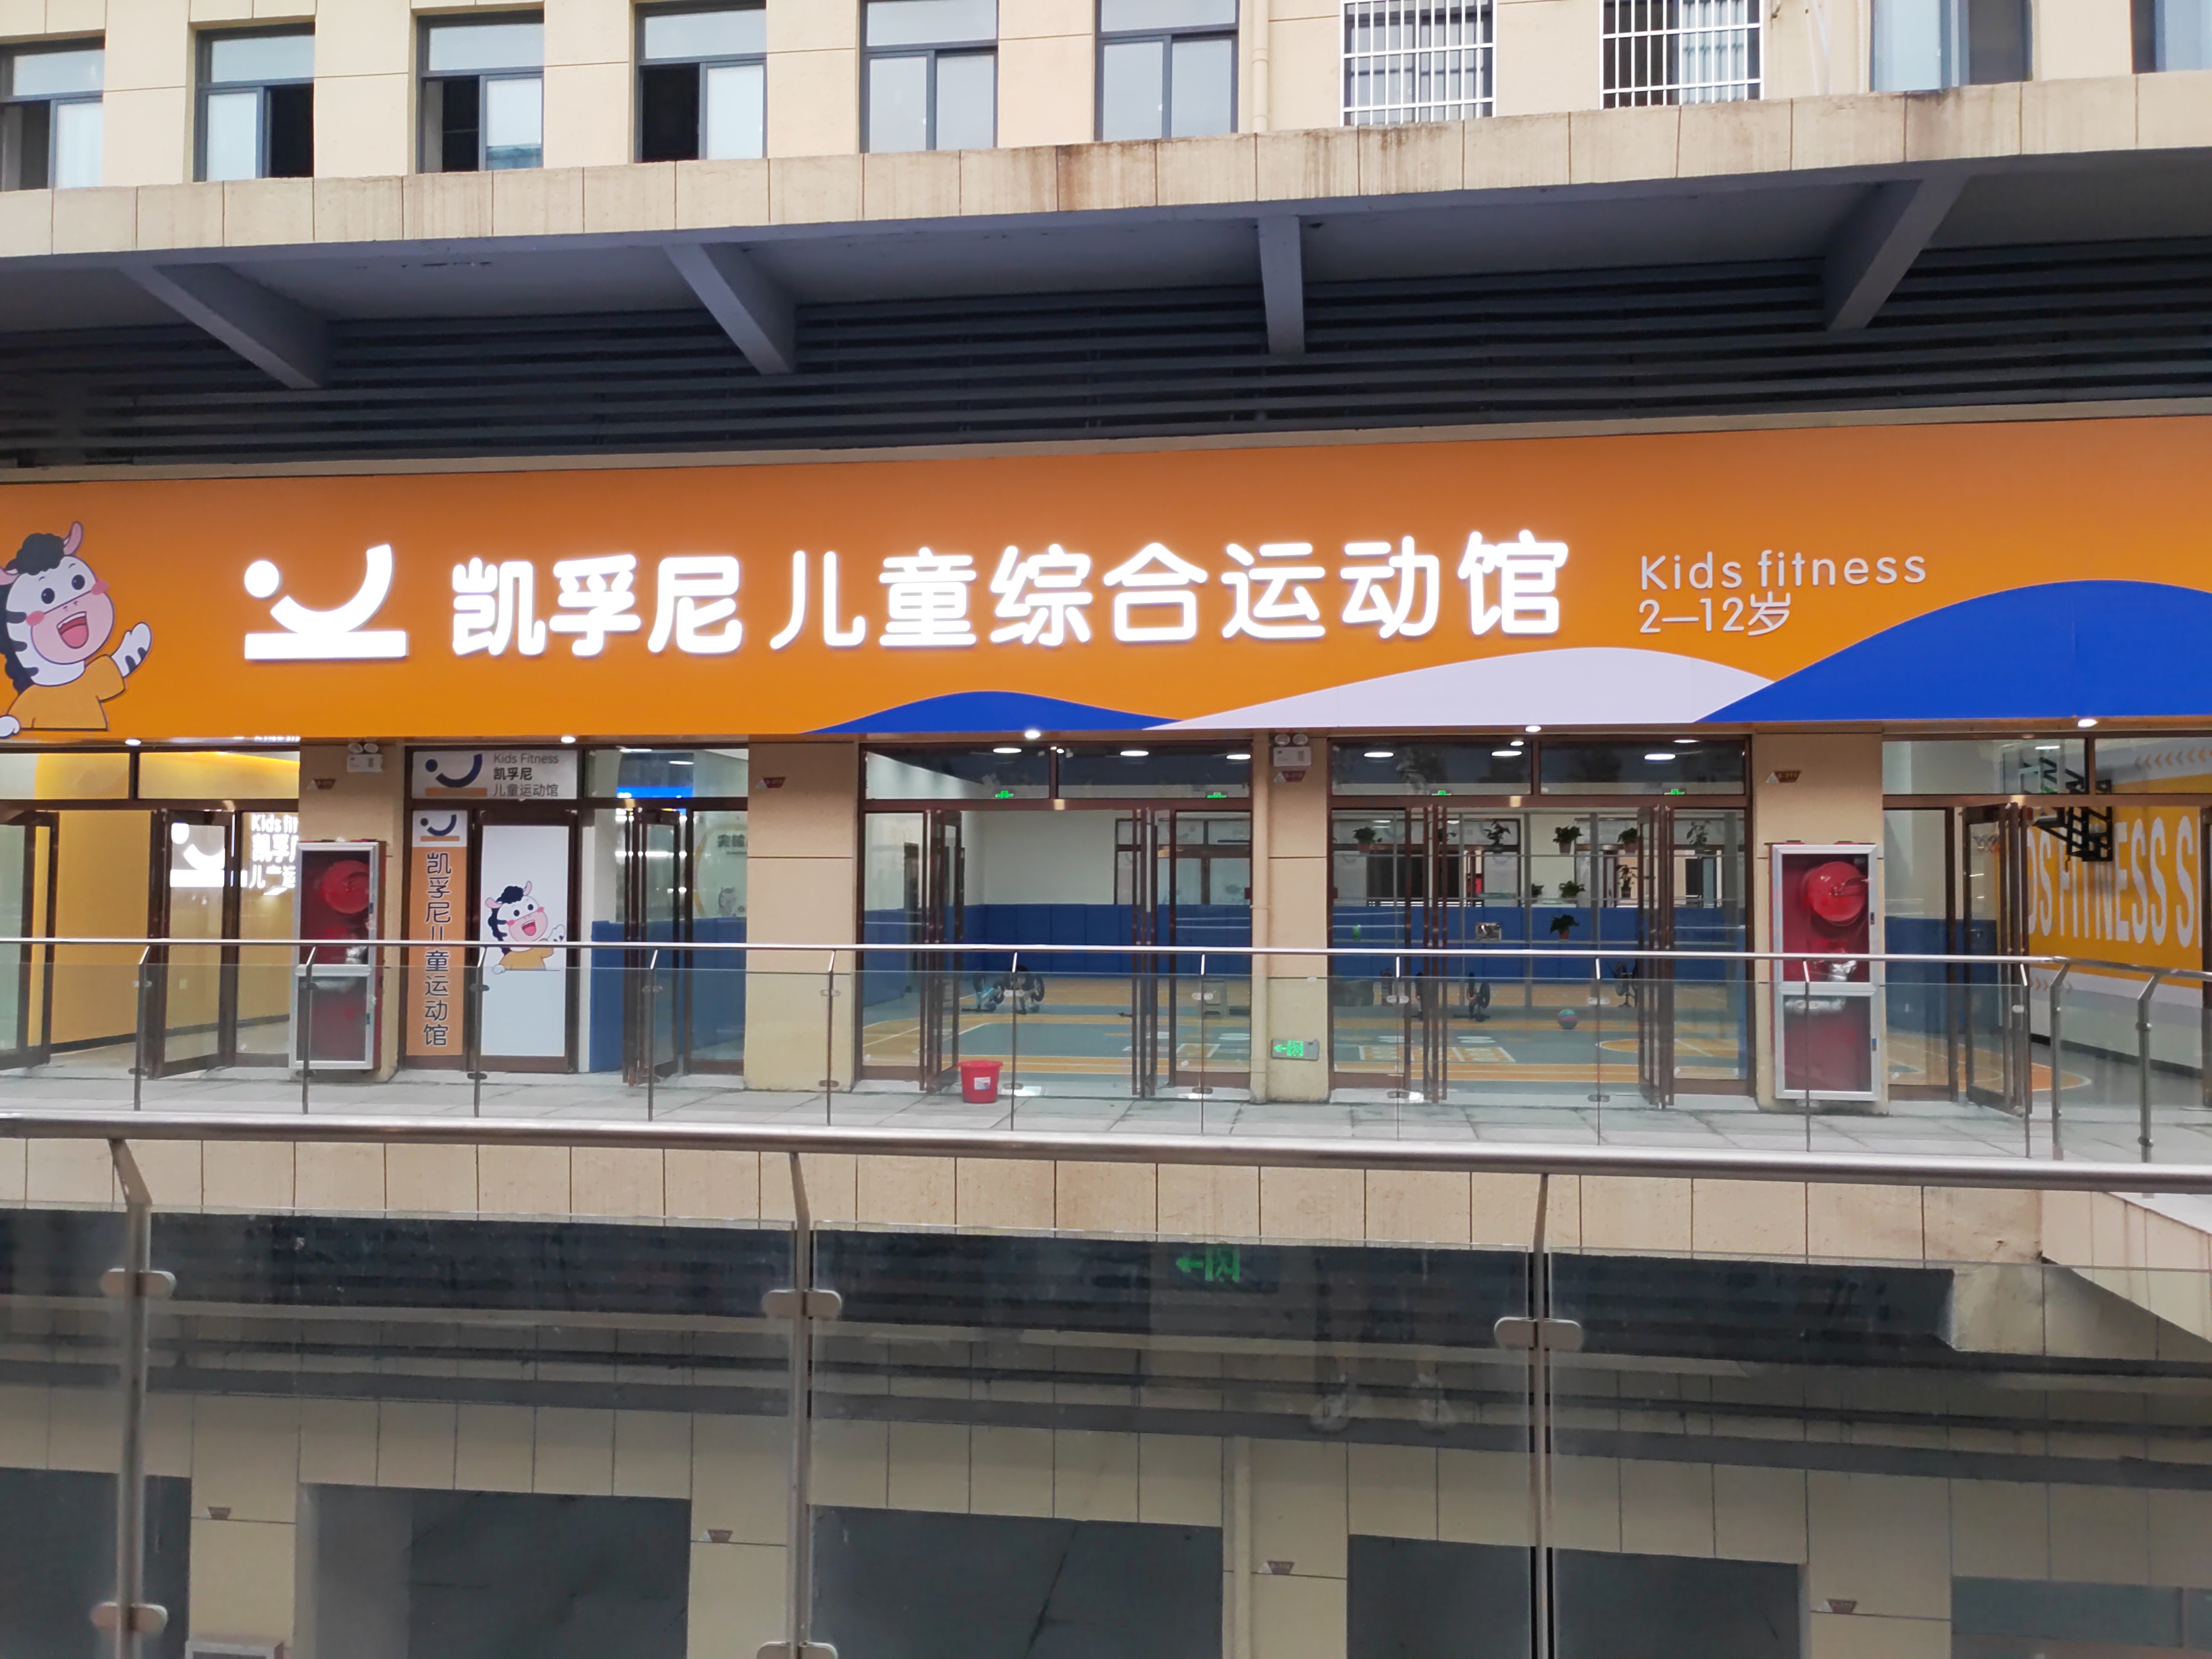 凯孚尼 儿童综合运动馆
Kids fitness
2—12岁
Kids Fitness
凯孚尼
儿童运动馆
凯孚尼儿童运动馆